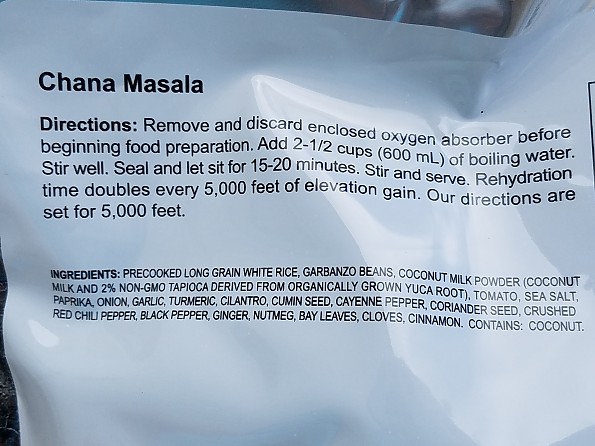 Chana Masala
Directions: Remove and discard enclosed oxygen absorber before
beginning food preparation. Add 2-1/2 cups (600 mL) of boiling water.
Stir well. Seal and let sit for 15-20 minutes. Stir and serve. Rehydration
time doubles every 5,000 feet of elevation gain. Our directions are
set for 5,000 feet.
INGREDIENTS: PRECOOKED LONG GRAIN WHITE RICE, GARBANZO BEANS, COCONUT MILK POWDER (COCONUT
MILK AND 2% NON-GMO TAPIOCA DERIVED FROM ORGANICALLY GROWN YUCA ROOT), TOMATO, SEA SALT,
PAPRIKA, ONION, GARLIC, TURMERIC, CILANTRO, CUMIN SEED, CAYENNE PEPPER, CORIANDER SEED, CRUSHED
RED CHILI PEPPER, BLACK PEPPER, GINGER, NUTMEG, BAY LEAVES, CLOVES, CINNAMON. CONTAINS: COCONUT.